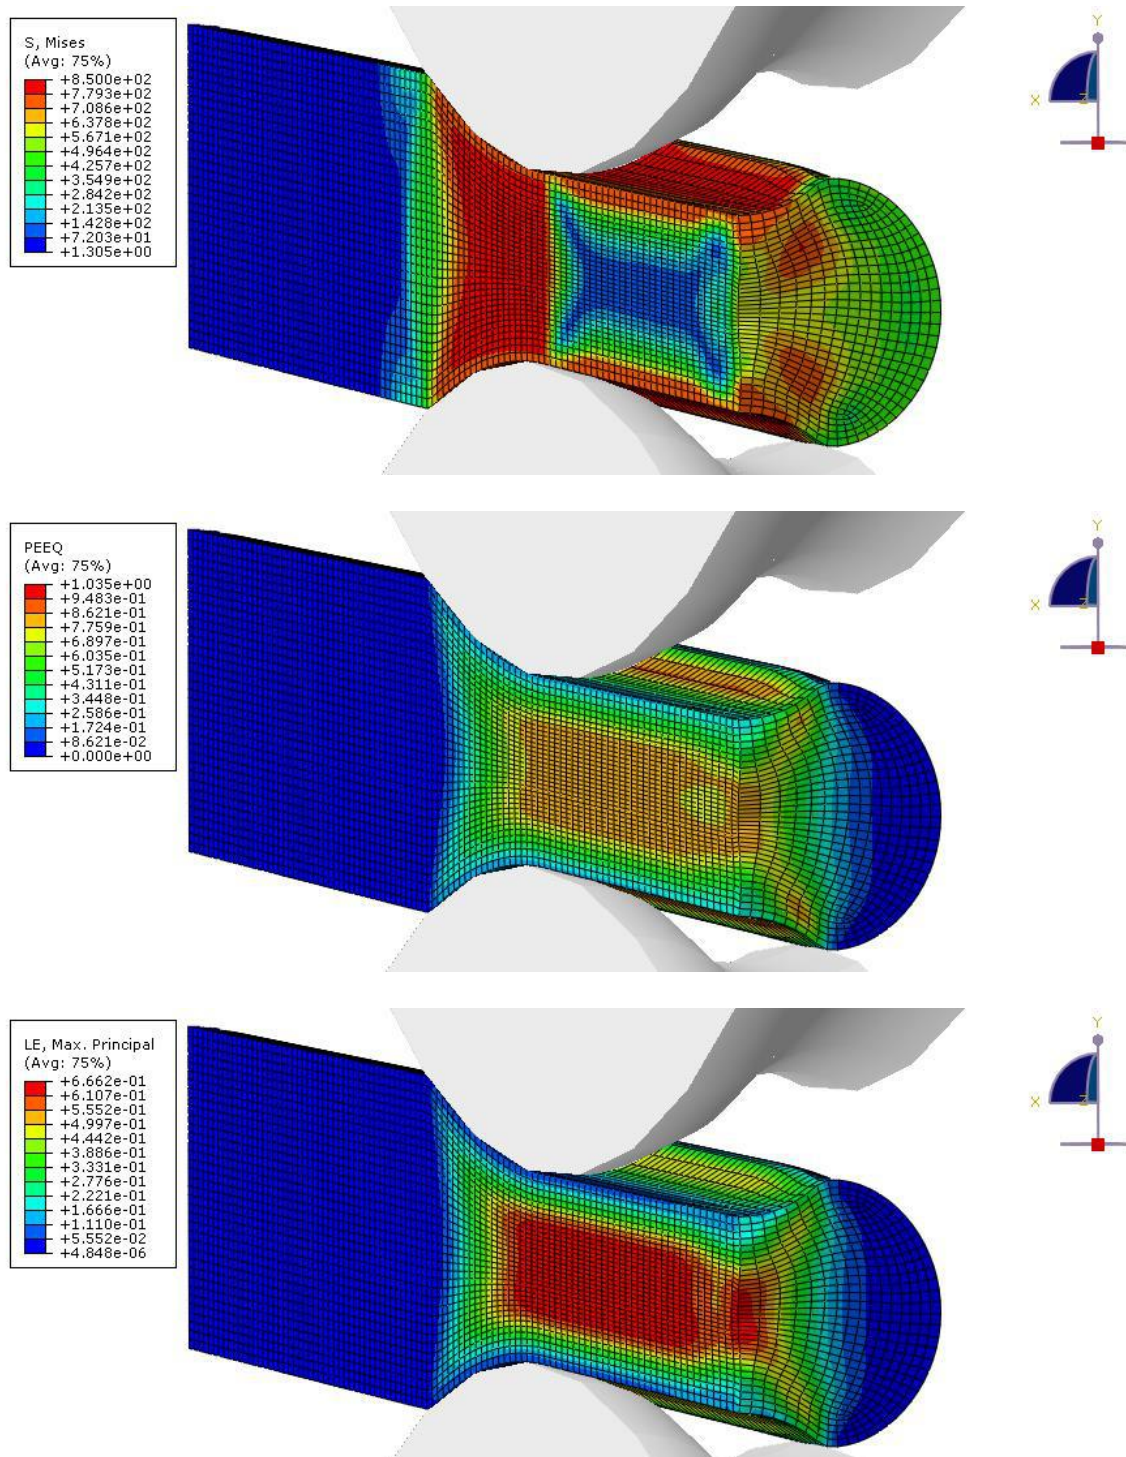 S, Mises
(Avg: 75%)
+8.500e+02
+7.793e+02
+7.086e+02
+6.378e+02
+5.671e+02
+4.964e+02
+4.257e+02
+3.549e+02
+2.842e+02
+2.135e+02
+1.428e+02
+7.203e+01
+1.305e+00
Y
X
Z
PEEQ
(Avg: 75%)
+1.035e+00
+9.483e-01
+8.621e-01
+7.759e-01
+6.897e-01
+6.035e-01
+5.173e-01
+4.311e-01
+3.448e-01
+2.586e-01
+1.724e-01
+8.621e-02
+0.000e+00
Y
X
Z
LE, Max. Principal
(Avg: 75%)
+6.662e-01
+6.107e-01
+5.552e-01
+4.997e-01
+4.442e-01
+3.886e-01
+3.331e-01
+2.776e-01
+2.221e-01
+1.666e-01
+1.110e-01
+5.552e-02
+4.848e-06
Y
X
Z